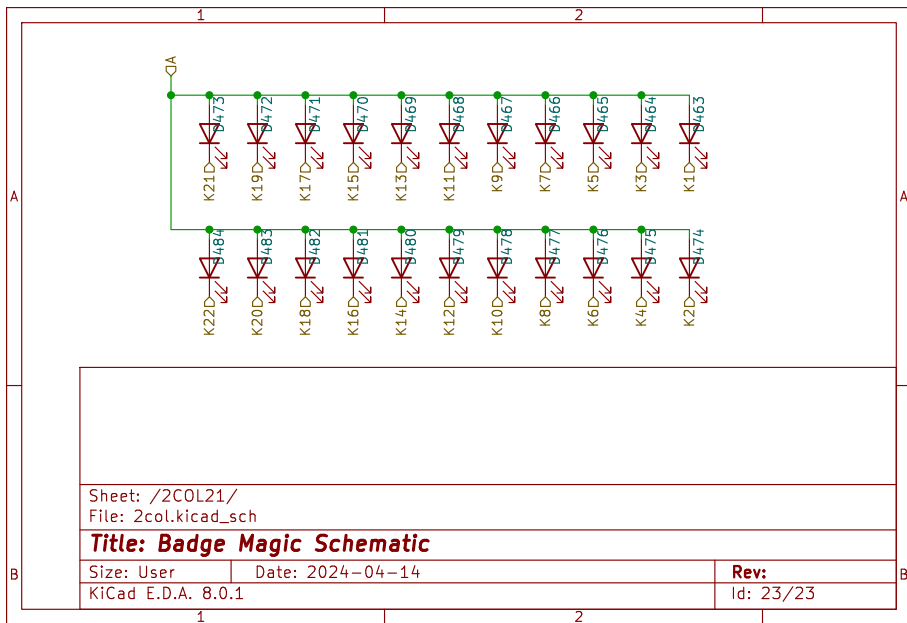 1 2
A
D473 D472 D471 D470 D469 D468 D467 D466 D465 D464 D463
K21 K19 K17 K15 K13 K11 K9 K7 K5 K3 K1
A A
D484 D483 D482 D481 D480 D479 D478 D477 D476 D475 D474
K22 K20 K18 K16 K14 K12 K10 K8 K6 K4 K2
Sheet: /2COL21/
File: 2col.kicad_sch
Title: Badge Magic Schematic
B B
Size: User Date: 2024-04-14 Rev:
KiCad E.D.A. 8.0.1 Id: 23/23
1 2